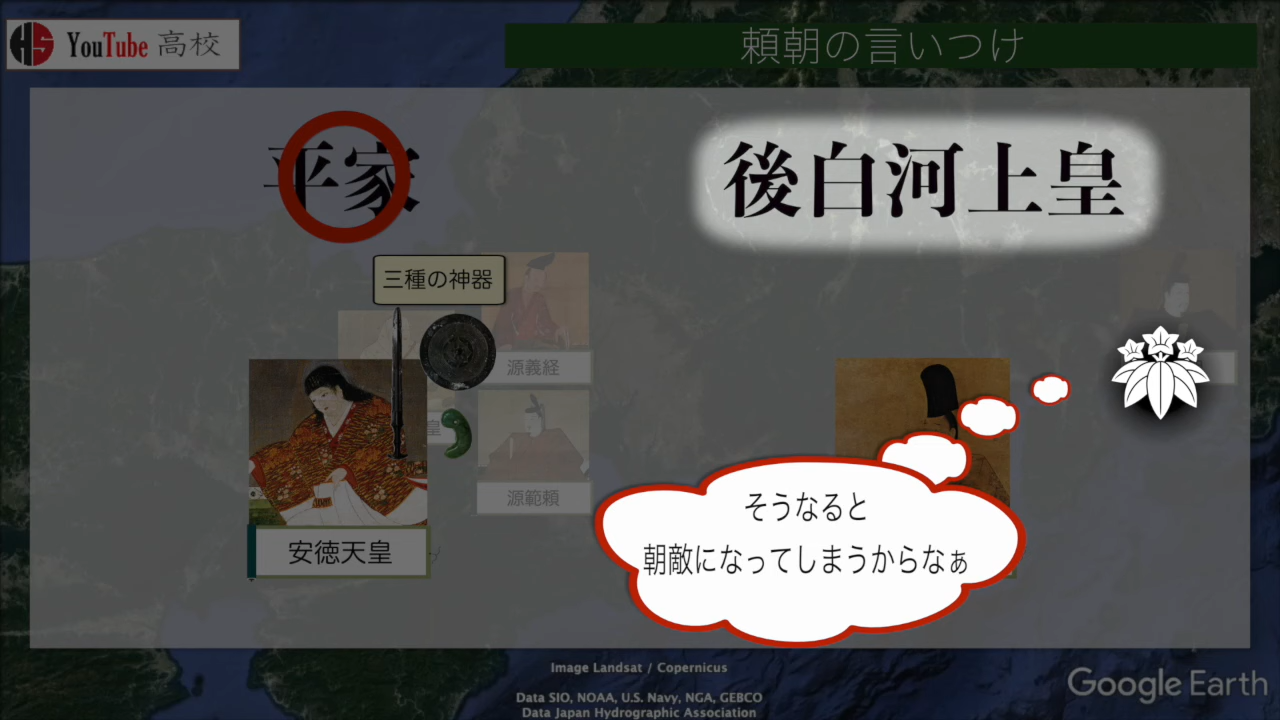 YouTube 高校
頼朝の言いつけ
平家
後白河上皇
三種の神器
源義経
皇
源範頼
安徳天皇
そうなると
朝敵になってしまうからなぁ
Image Landsat / Copernicus
Data SIO, NOAA, U.S. Navy, NGA, GEBCO
Data Japan Hydrographic Association
Google Earth